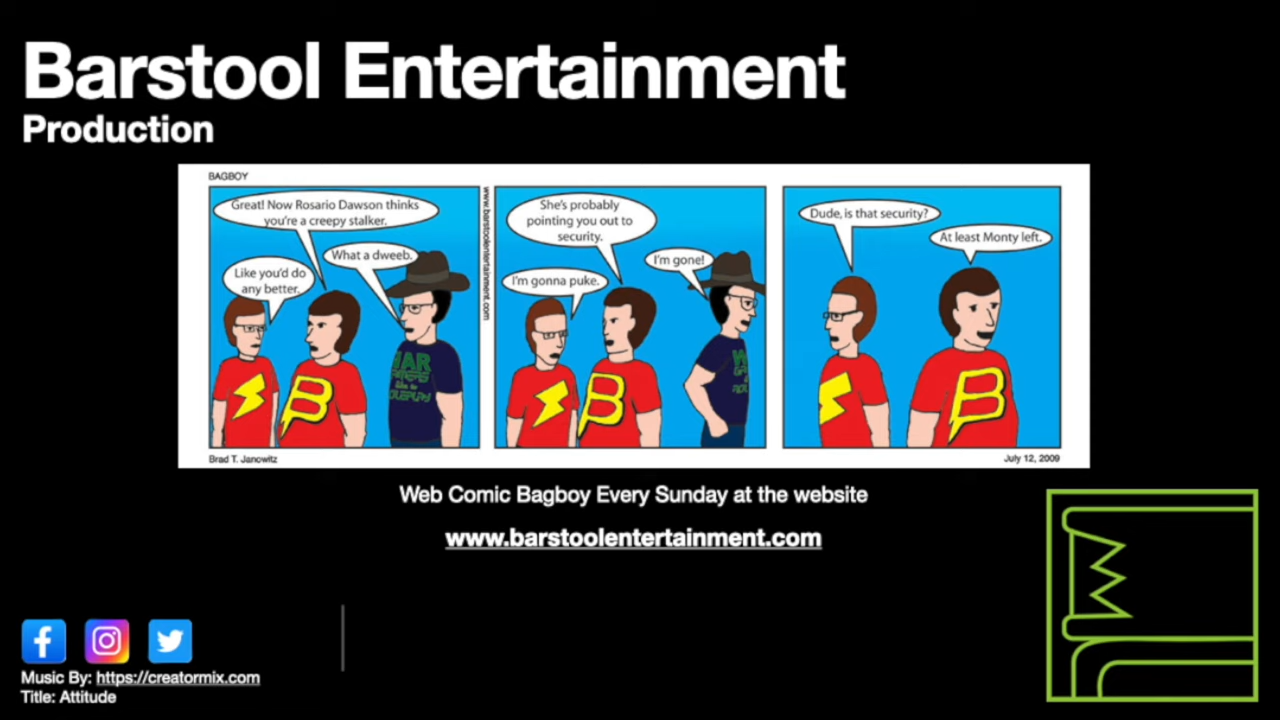 Barstool Entertainment
Production
BAGBOY
Great! Now Rosario Dawson thinks
you're a creepy stalker.
What a dweeb.
Like you'd do
any better.
www.barstoolentertainment.com
She's probably
pointing you out to
security.
I'm gonna puke.
I'm gone!
Dude, is that security?
At least Monty left.
B
B
B
Brad T. Janowitz
July 12, 2009
Web Comic Bagboy Every Sunday at the website
www.barstoolentertainment.com
Music By: https://creatormix.com
Title: Attitude